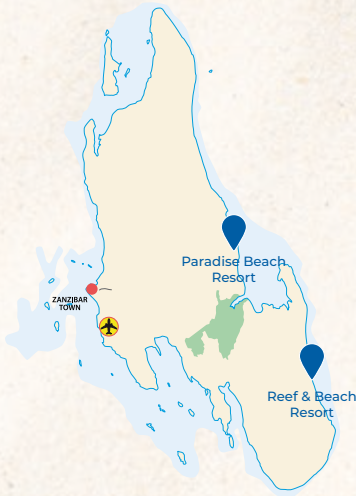 Paradise Beach
Resort
ZANZIBAR
TOWN
Reef & Beach
Resort